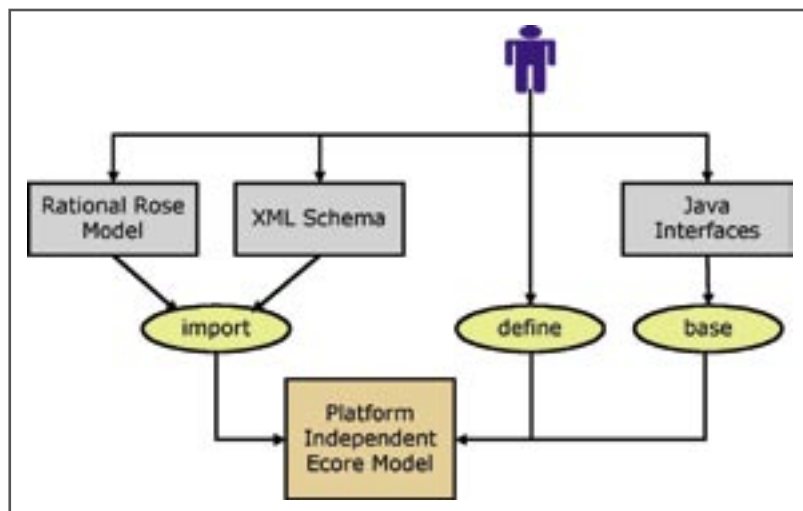 Rational Rose
Model
XML Schema
Java
Interfaces
import
define
base
Platform
Independent
Ecore Model